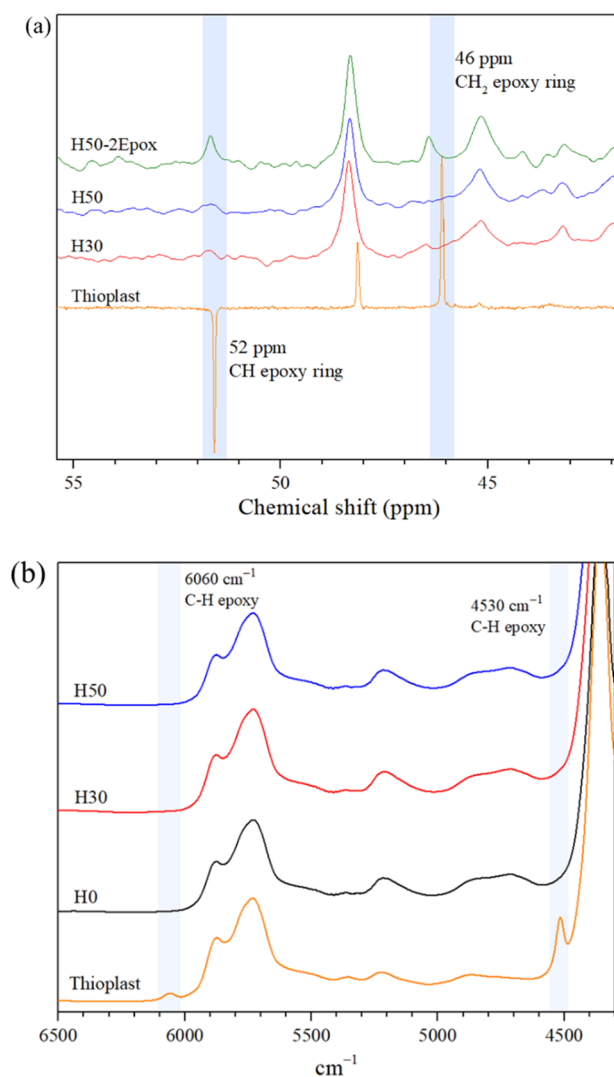 (a)
46 ppm
CH₂ epoxy ring
H50-2Epox
H50
H30
Thioplast
52 ppm
CH epoxy ring
55 50 45
Chemical shift (ppm)
(b)
6060 cm⁻¹
C-H epoxy
4530 cm⁻¹
C-H epoxy
H50
H30
H0
Thioplast
6500 6000 5500 5000 4500
cm⁻¹